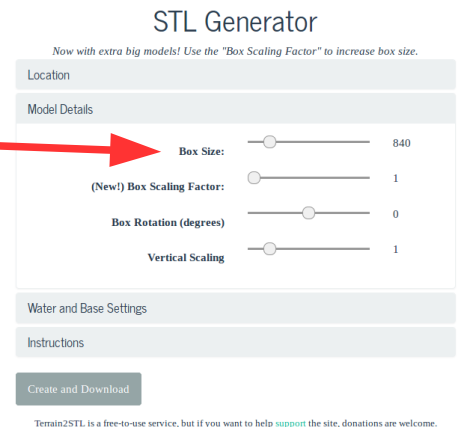 STL Generator
Now with extra big models! Use the "Box Scaling Factor" to increase box size.
Location
Model Details
Box Size: 840
(New!) Box Scaling Factor: 1
Box Rotation (degrees) 0
Vertical Scaling 1
Water and Base Settings
Instructions
Create and Download
Terrain2STL is a free-to-use service, but if you want to help support the site, donations are welcome.